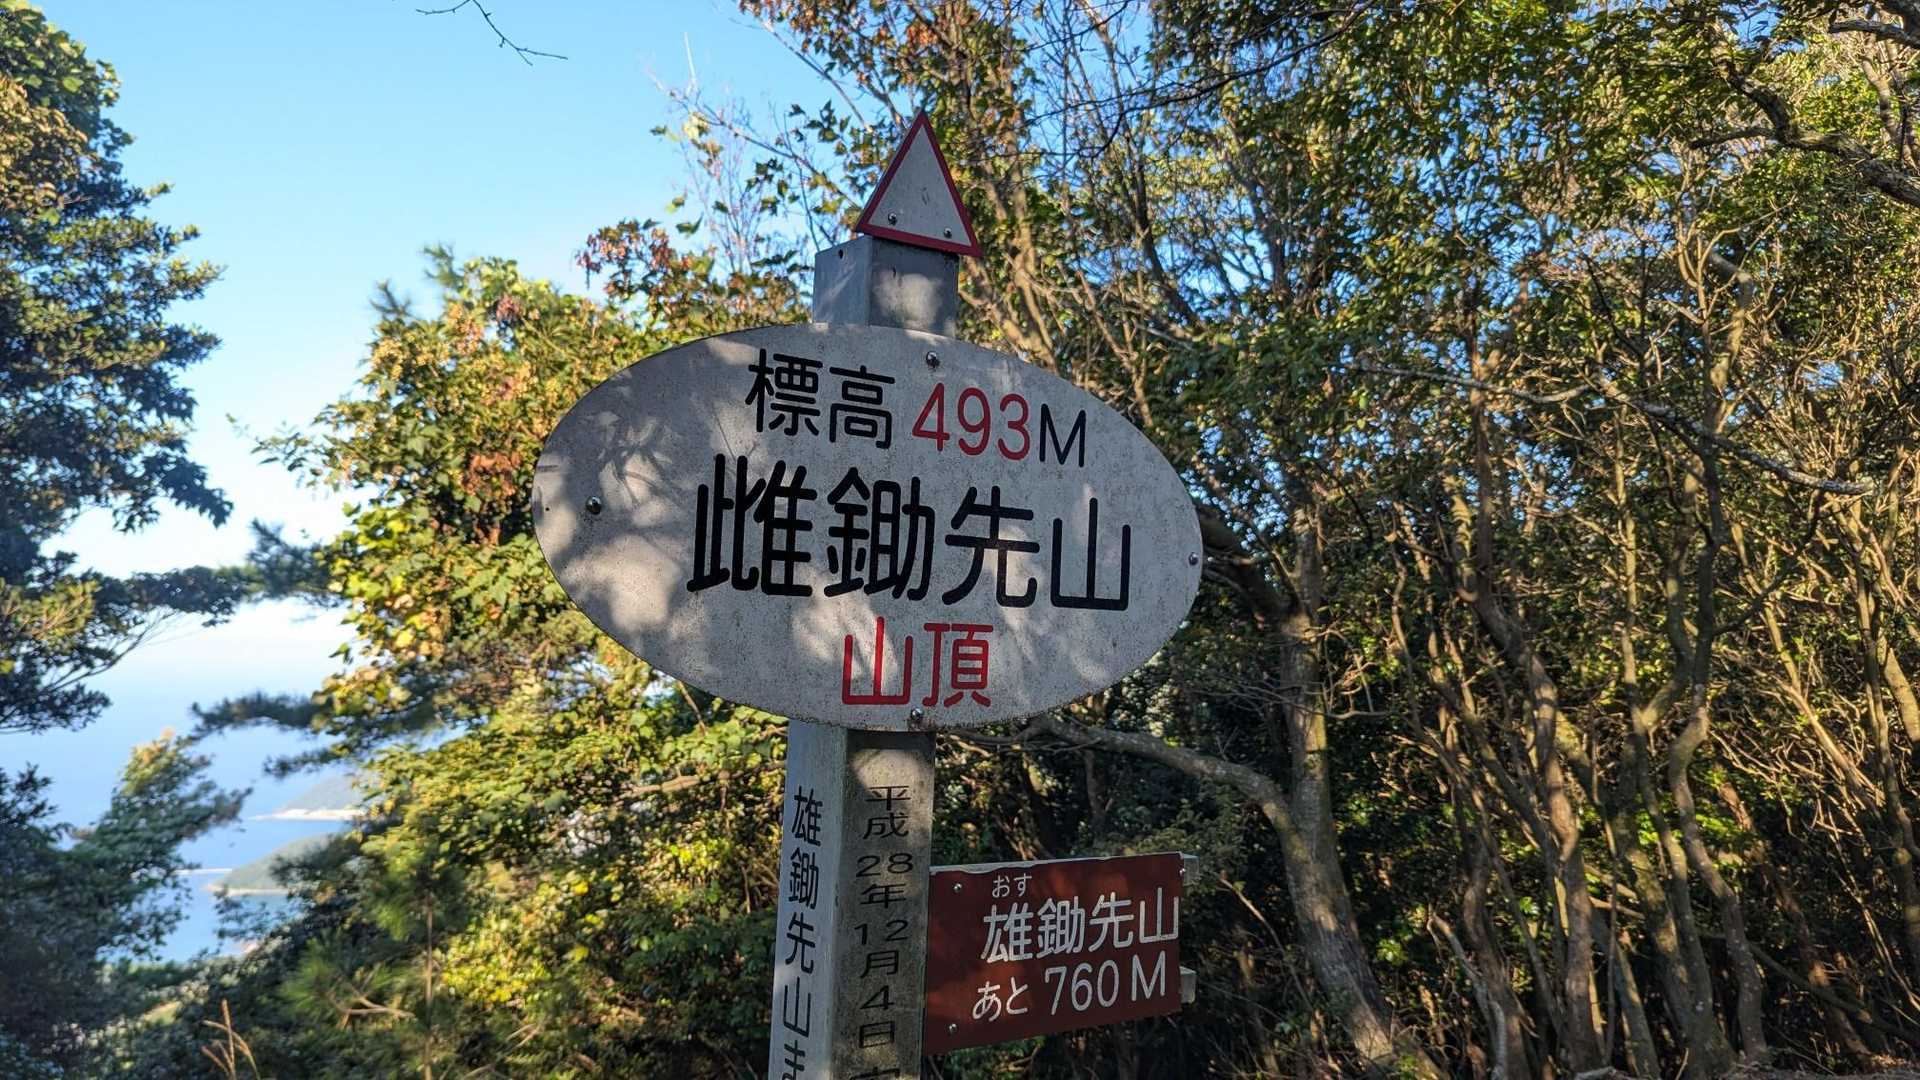 標高 493M
雌鋤先山
山頂
雄鋤先山ま
平成28年12月4日
おす
雄鋤先山
あと 760M